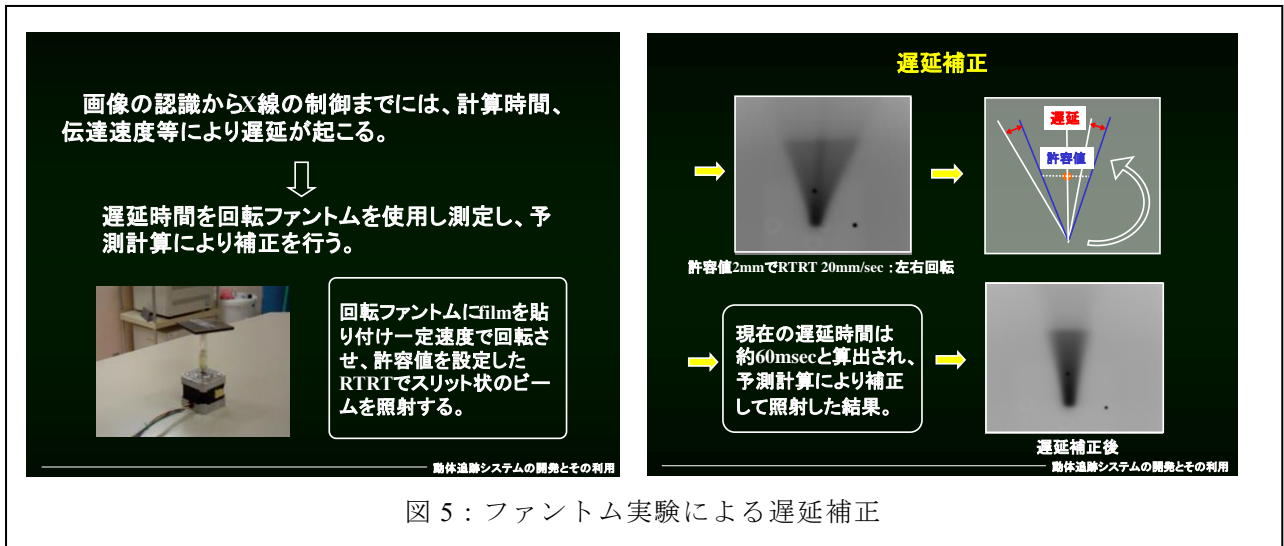 画像の認識からX線の制御までには、計算時間、
伝達速度等により遅延が起こる。
遅延時間を回転ファントムを使用し測定し、予
測計算により補正を行う。
回転ファントムにfilmを貼
り付け一定速度で回転さ
せ、許容値を設定した
RTRTでスリット状のビー
ムを照射する。
動体追跡システムの開発とその利用
遅延補正
遅延
許容値
許容値2mmでRTRT 20mm/sec：左右回転
現在の遅延時間は
約60msecと算出され、
予測計算により補正
して照射した結果。
遅延補正後
動体追跡システムの開発とその利用
図 5：ファントム実験による遅延補正